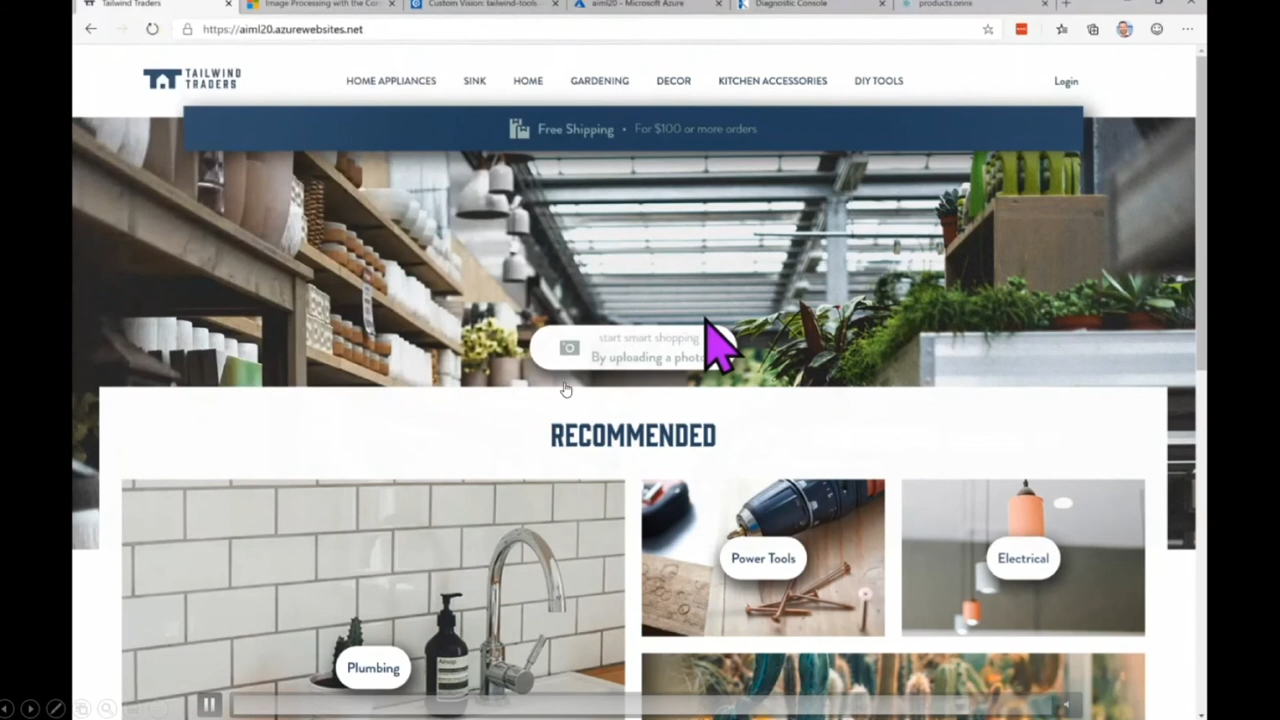 Tailwind Traders
Image Processing with the Co
Custom Vision: tailwind-tools
aiml20 - Microsoft Azure
Diagnostic Console
products.onnx
https://aiml20.azurewebsites.net
TAILWIND
TRADERS
HOME APPLIANCES
SINK
HOME
GARDENING
DECOR
KITCHEN ACCESSORIES
DIY TOOLS
Login
Free Shipping • For $100 or more orders
start smart shopping
By uploading a photo
RECOMMENDED
Power Tools
Electrical
Plumbing
Aesop